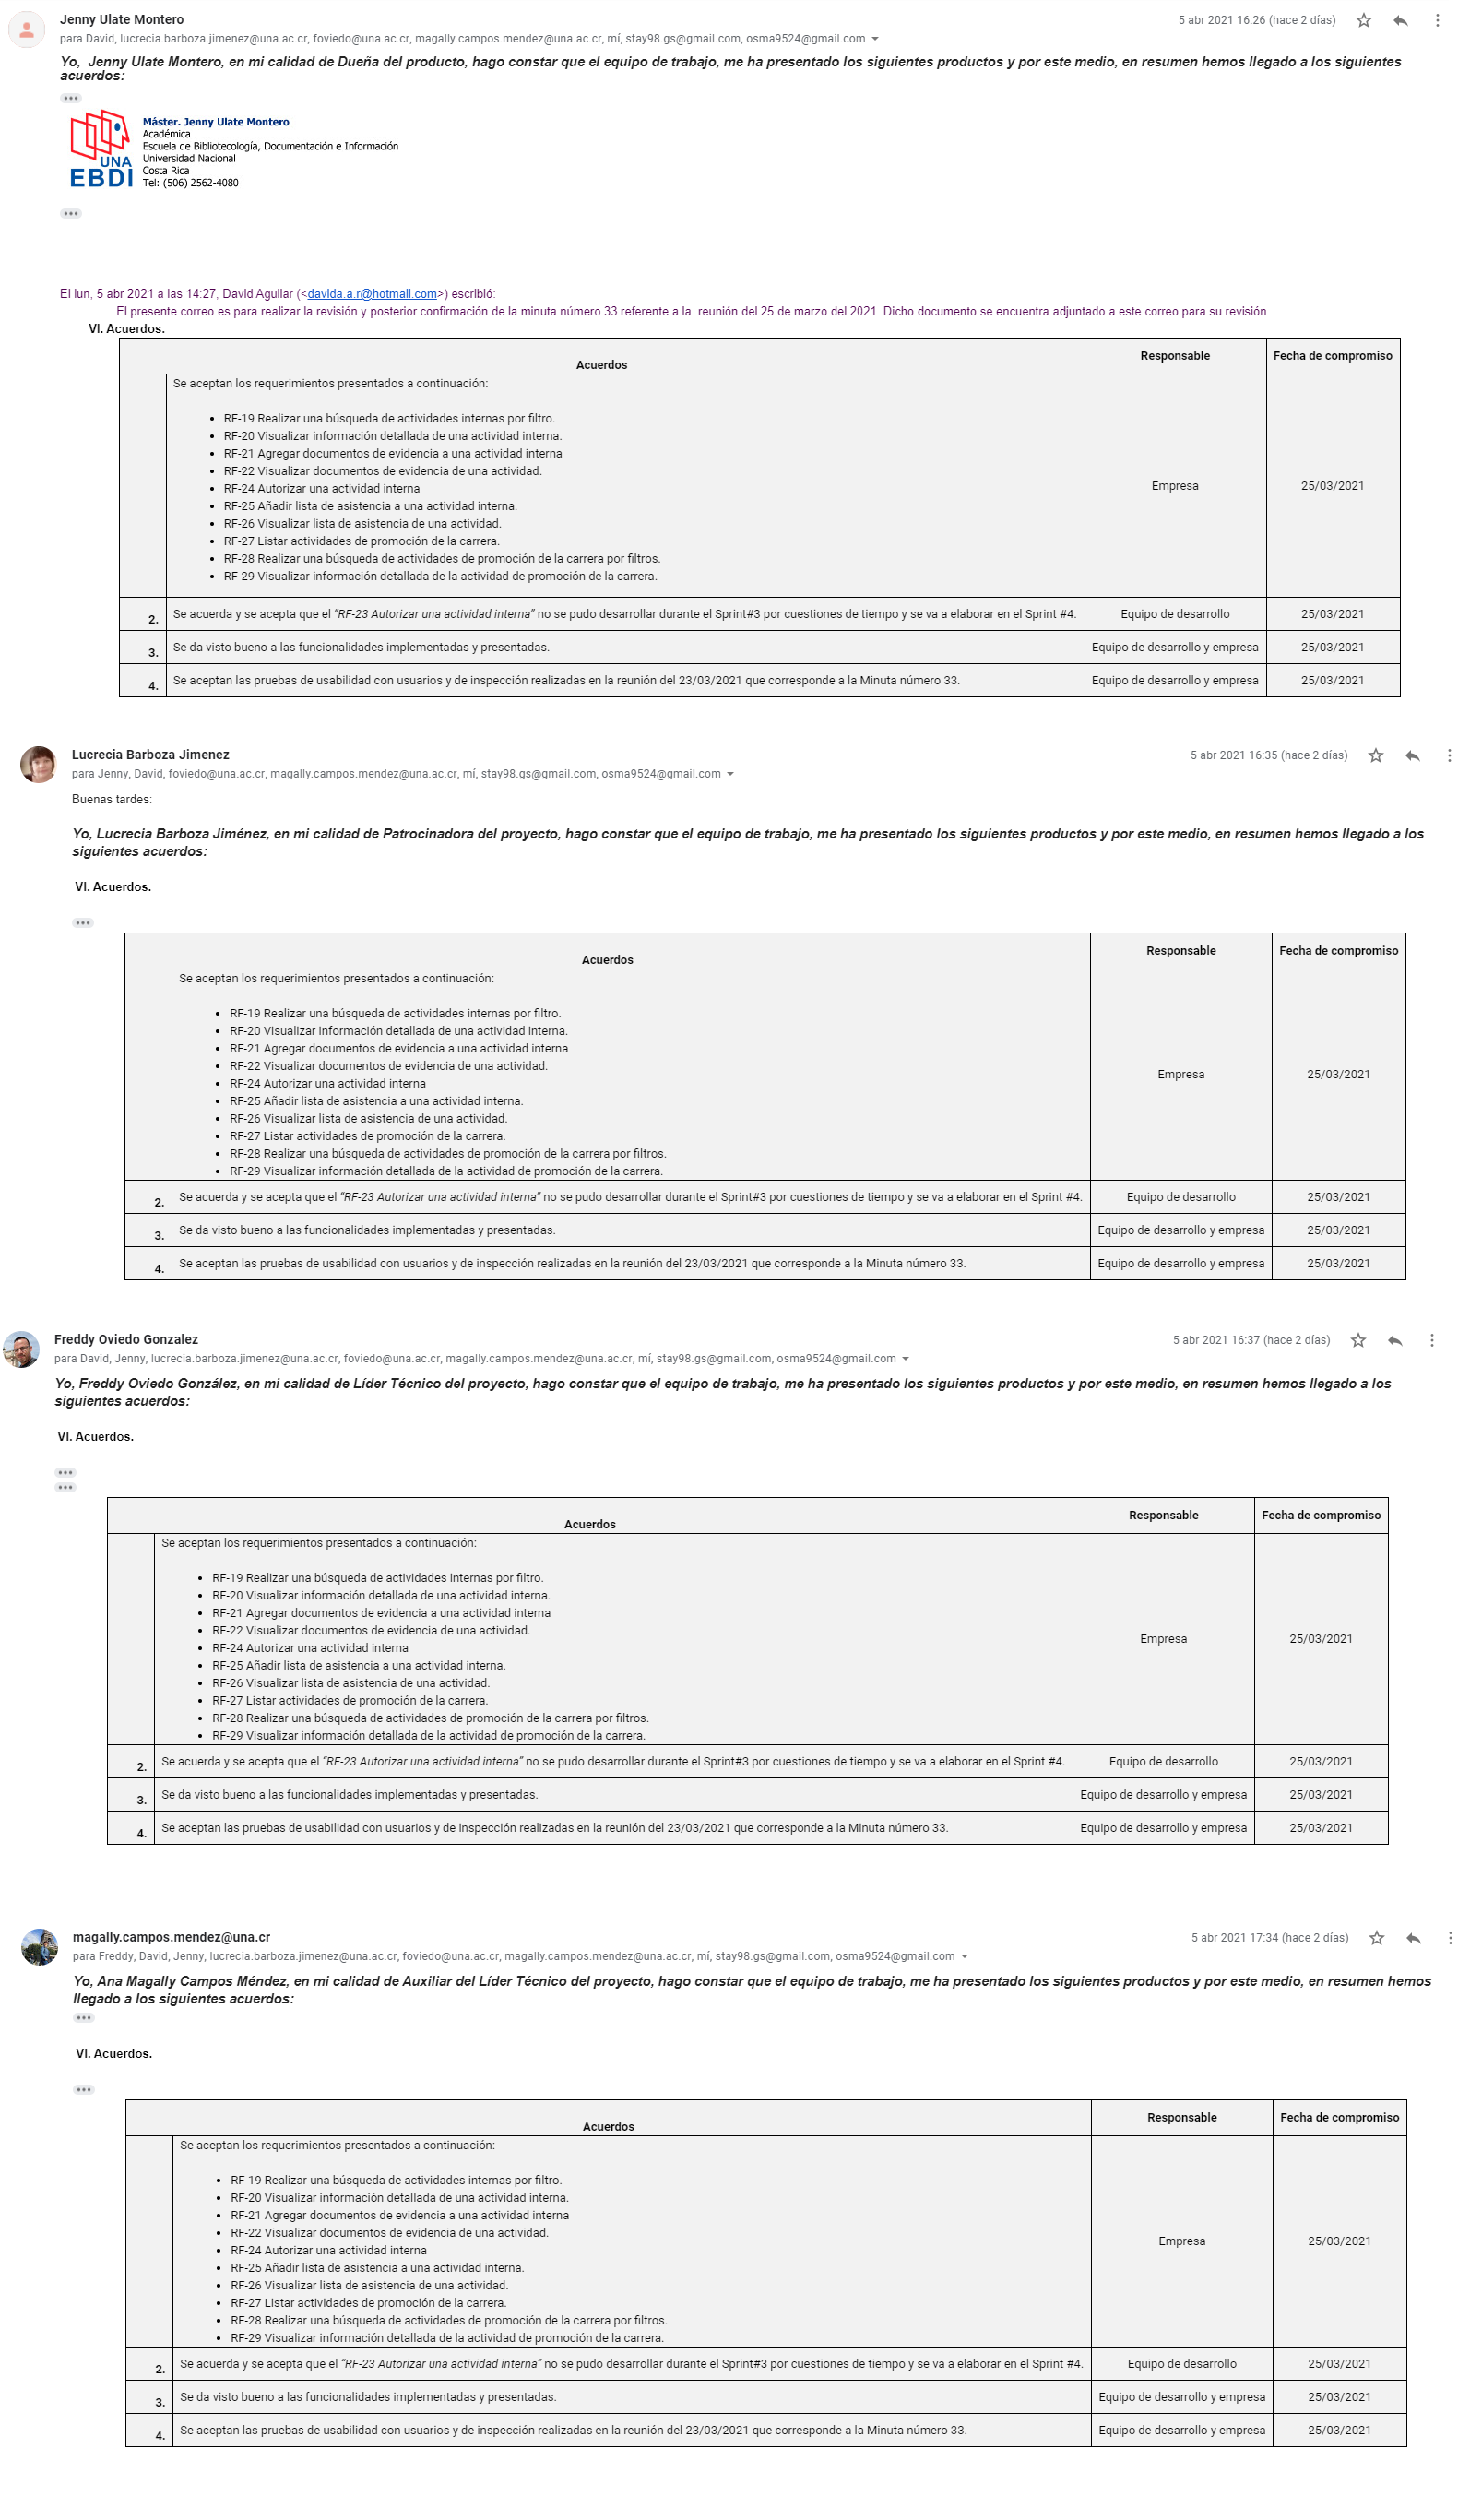 Jenny Ulate Montero
5 abr 2021 16:26 (hace 2 días)
para David, lucrecia.barboza.jimenez@una.ac.cr, foviedo@una.ac.cr, magally.campos.mendez@una.ac.cr, mí, stay98.gs@gmail.com, osma9524@gmail.com
Yo, Jenny Ulate Montero, en mi calidad de Dueña del producto, hago constar que el equipo de trabajo, me ha presentado los siguientes productos y por este medio, en resumen hemos llegado a los siguientes
acuerdos:
UNA
EBDI
Máster. Jenny Ulate Montero
Académica
Escuela de Bibliotecología, Documentación e Información
Universidad Nacional
Costa Rica
Tel: (506) 2562-4080
El lun, 5 abr 2021 a las 14:27, David Aguilar (<davida.a.r@hotmail.com>) escribió:
El presente correo es para realizar la revisión y posterior confirmación de la minuta número 33 referente a la reunión del 25 de marzo del 2021. Dicho documento se encuentra adjuntado a este correo para su revisión.
VI. Acuerdos.
Acuerdos Responsable Fecha de compromiso
Se aceptan los requerimientos presentados a continuación:
• RF-19 Realizar una búsqueda de actividades internas por filtro.
• RF-20 Visualizar información detallada de una actividad interna.
• RF-21 Agregar documentos de evidencia a una actividad interna
• RF-22 Visualizar documentos de evidencia de una actividad.
• RF-24 Autorizar una actividad interna
• RF-25 Añadir lista de asistencia a una actividad interna.
• RF-26 Visualizar lista de asistencia de una actividad.
• RF-27 Listar actividades de promoción de la carrera.
• RF-28 Realizar una búsqueda de actividades de promoción de la carrera por filtros.
• RF-29 Visualizar información detallada de la actividad de promoción de la carrera.
Empresa 25/03/2021
2. Se acuerda y se acepta que el “RF-23 Autorizar una actividad interna” no se pudo desarrollar durante el Sprint#3 por cuestiones de tiempo y se va a elaborar en el Sprint #4. Equipo de desarrollo 25/03/2021
3. Se da visto bueno a las funcionalidades implementadas y presentadas. Equipo de desarrollo y empresa 25/03/2021
4. Se aceptan las pruebas de usabilidad con usuarios y de inspección realizadas en la reunión del 23/03/2021 que corresponde a la Minuta número 33. Equipo de desarrollo y empresa 25/03/2021
Lucrecia Barboza Jimenez
5 abr 2021 16:35 (hace 2 días)
para Jenny, David, foviedo@una.ac.cr, magally.campos.mendez@una.ac.cr, mí, stay98.gs@gmail.com, osma9524@gmail.com
Buenas tardes:
Yo, Lucrecia Barboza Jiménez, en mi calidad de Patrocinadora del proyecto, hago constar que el equipo de trabajo, me ha presentado los siguientes productos y por este medio, en resumen hemos llegado a los
siguientes acuerdos:
VI. Acuerdos.
Acuerdos Responsable Fecha de compromiso
Se aceptan los requerimientos presentados a continuación:
• RF-19 Realizar una búsqueda de actividades internas por filtro.
• RF-20 Visualizar información detallada de una actividad interna.
• RF-21 Agregar documentos de evidencia a una actividad interna
• RF-22 Visualizar documentos de evidencia de una actividad.
• RF-24 Autorizar una actividad interna
• RF-25 Añadir lista de asistencia a una actividad interna.
• RF-26 Visualizar lista de asistencia de una actividad.
• RF-27 Listar actividades de promoción de la carrera.
• RF-28 Realizar una búsqueda de actividades de promoción de la carrera por filtros.
• RF-29 Visualizar información detallada de la actividad de promoción de la carrera.
Empresa 25/03/2021
2. Se acuerda y se acepta que el “RF-23 Autorizar una actividad interna” no se pudo desarrollar durante el Sprint#3 por cuestiones de tiempo y se va a elaborar en el Sprint #4. Equipo de desarrollo 25/03/2021
3. Se da visto bueno a las funcionalidades implementadas y presentadas. Equipo de desarrollo y empresa 25/03/2021
4. Se aceptan las pruebas de usabilidad con usuarios y de inspección realizadas en la reunión del 23/03/2021 que corresponde a la Minuta número 33. Equipo de desarrollo y empresa 25/03/2021
Freddy Oviedo Gonzalez
5 abr 2021 16:37 (hace 2 días)
para David, Jenny, lucrecia.barboza.jimenez@una.ac.cr, foviedo@una.ac.cr, magally.campos.mendez@una.ac.cr, mí, stay98.gs@gmail.com, osma9524@gmail.com
Yo, Freddy Oviedo González, en mi calidad de Líder Técnico del proyecto, hago constar que el equipo de trabajo, me ha presentado los siguientes productos y por este medio, en resumen hemos llegado a los
siguientes acuerdos:
VI. Acuerdos.
Acuerdos Responsable Fecha de compromiso
Se aceptan los requerimientos presentados a continuación:
• RF-19 Realizar una búsqueda de actividades internas por filtro.
• RF-20 Visualizar información detallada de una actividad interna.
• RF-21 Agregar documentos de evidencia a una actividad interna
• RF-22 Visualizar documentos de evidencia de una actividad.
• RF-24 Autorizar una actividad interna
• RF-25 Añadir lista de asistencia a una actividad interna.
• RF-26 Visualizar lista de asistencia de una actividad.
• RF-27 Listar actividades de promoción de la carrera.
• RF-28 Realizar una búsqueda de actividades de promoción de la carrera por filtros.
• RF-29 Visualizar información detallada de la actividad de promoción de la carrera.
Empresa 25/03/2021
2. Se acuerda y se acepta que el “RF-23 Autorizar una actividad interna” no se pudo desarrollar durante el Sprint#3 por cuestiones de tiempo y se va a elaborar en el Sprint #4. Equipo de desarrollo 25/03/2021
3. Se da visto bueno a las funcionalidades implementadas y presentadas. Equipo de desarrollo y empresa 25/03/2021
4. Se aceptan las pruebas de usabilidad con usuarios y de inspección realizadas en la reunión del 23/03/2021 que corresponde a la Minuta número 33. Equipo de desarrollo y empresa 25/03/2021
magally.campos.mendez@una.cr
5 abr 2021 17:34 (hace 2 días)
para Freddy, David, Jenny, lucrecia.barboza.jimenez@una.ac.cr, foviedo@una.ac.cr, magally.campos.mendez@una.ac.cr, mí, stay98.gs@gmail.com, osma9524@gmail.com
Yo, Ana Magally Campos Méndez, en mi calidad de Auxiliar del Líder Técnico del proyecto, hago constar que el equipo de trabajo, me ha presentado los siguientes productos y por este medio, en resumen hemos
llegado a los siguientes acuerdos:
VI. Acuerdos.
Acuerdos Responsable Fecha de compromiso
Se aceptan los requerimientos presentados a continuación:
• RF-19 Realizar una búsqueda de actividades internas por filtro.
• RF-20 Visualizar información detallada de una actividad interna.
• RF-21 Agregar documentos de evidencia a una actividad interna
• RF-22 Visualizar documentos de evidencia de una actividad.
• RF-24 Autorizar una actividad interna
• RF-25 Añadir lista de asistencia a una actividad interna.
• RF-26 Visualizar lista de asistencia de una actividad.
• RF-27 Listar actividades de promoción de la carrera.
• RF-28 Realizar una búsqueda de actividades de promoción de la carrera por filtros.
• RF-29 Visualizar información detallada de la actividad de promoción de la carrera.
Empresa 25/03/2021
2. Se acuerda y se acepta que el “RF-23 Autorizar una actividad interna” no se pudo desarrollar durante el Sprint#3 por cuestiones de tiempo y se va a elaborar en el Sprint #4. Equipo de desarrollo 25/03/2021
3. Se da visto bueno a las funcionalidades implementadas y presentadas. Equipo de desarrollo y empresa 25/03/2021
4. Se aceptan las pruebas de usabilidad con usuarios y de inspección realizadas en la reunión del 23/03/2021 que corresponde a la Minuta número 33. Equipo de desarrollo y empresa 25/03/2021